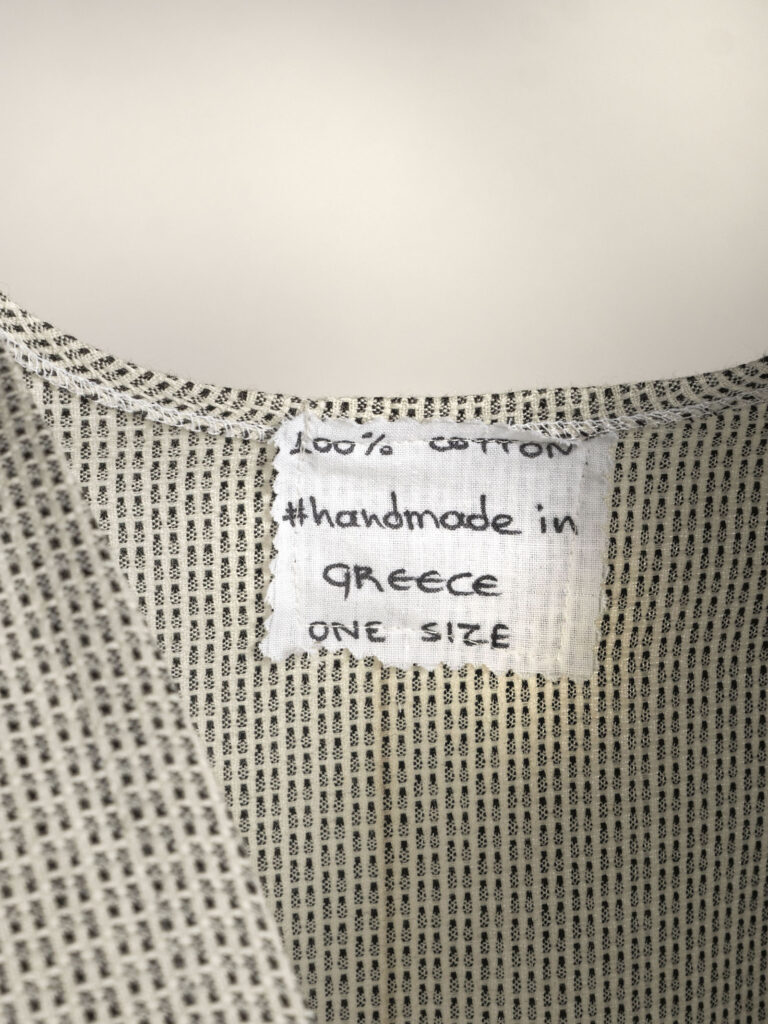 100% COTTON
#handmade in
GREECE
ONE SIZE